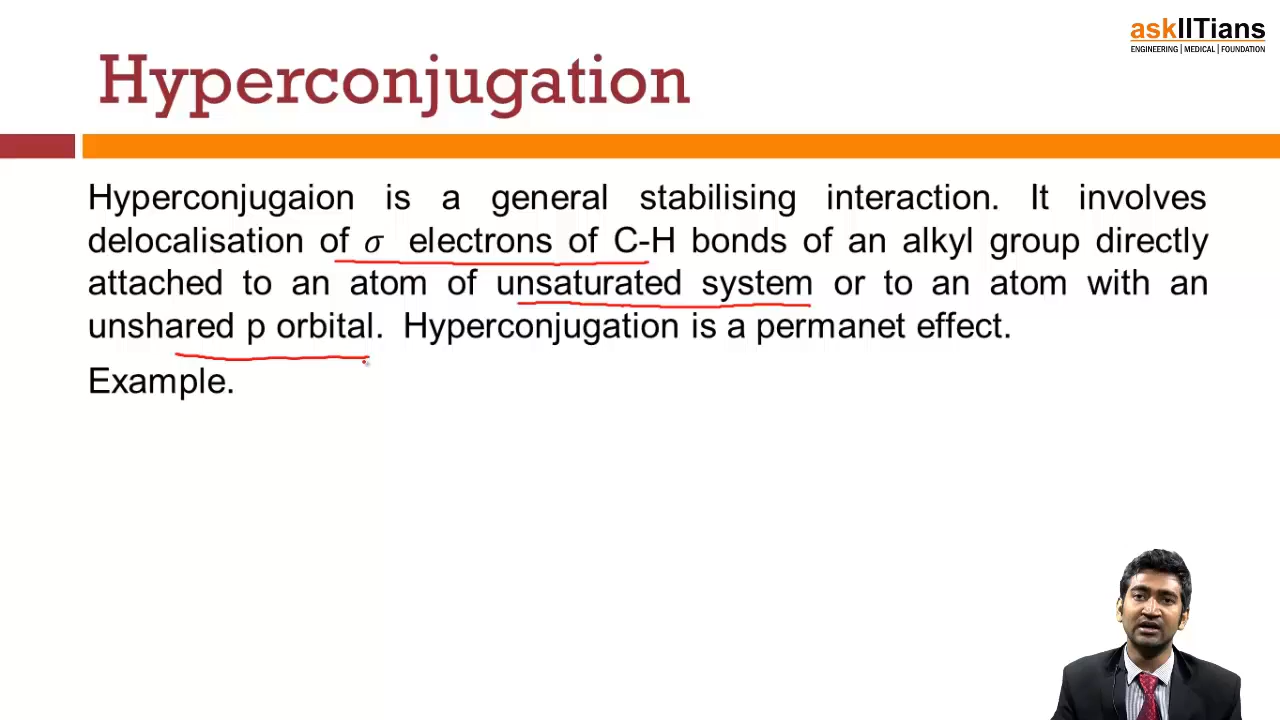 askIITians
ENGINEERING | MEDICAL | FOUNDATION
Hyperconjugation
Hyperconjugaion is a general stabilising interaction. It involves
delocalisation of σ electrons of C-H bonds of an alkyl group directly
attached to an atom of unsaturated system or to an atom with an
unshared p orbital. Hyperconjugation is a permanet effect.
Example.